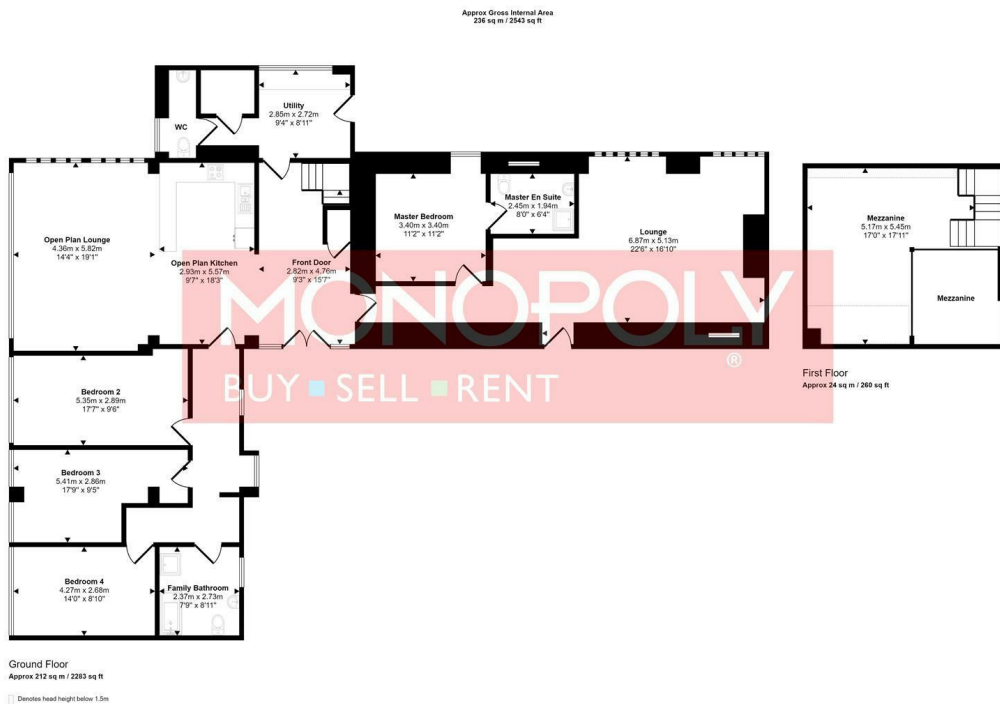 Approx Gross Internal Area
236 sq m / 2543 sq ft
Utility
2.85m x 2.72m
9'4" x 8'11"
WC
Open Plan Lounge
4.36m x 5.82m
14'4" x 19'1"
Open Plan Kitchen
2.93m x 5.57m
9'7" x 18'3"
Front Door
2.82m x 4.76m
9'3" x 15'7"
Master Bedroom
3.40m x 3.40m
11'2" x 11'2"
Master En Suite
2.45m x 1.94m
8'0" x 6'4"
Lounge
6.87m x 5.13m
22'6" x 16'10"
Mezzanine
5.17m x 5.45m
17'0" x 17'11"
Mezzanine
MONOPOLY
®
BUY SELL RENT
First Floor
Approx 24 sq m / 260 sq ft
Bedroom 2
5.35m x 2.89m
17'7" x 9'6"
Bedroom 3
5.41m x 2.86m
17'9" x 9'5"
Bedroom 4
4.27m x 2.68m
14'0" x 8'10"
Family Bathroom
2.37m x 2.73m
7'9" x 8'11"
Ground Floor
Approx 212 sq m / 2283 sq ft
Denotes head height below 1.5m